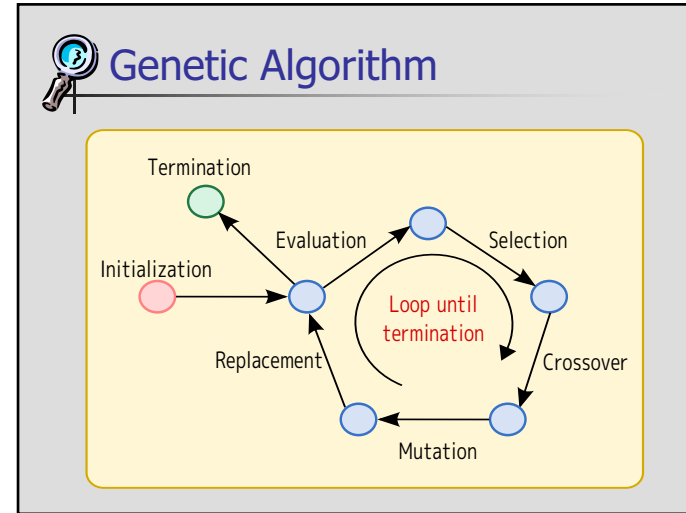 Genetic Algorithm
Termination
Evaluation
Selection
Initialization
Loop until
termination
Replacement
Crossover
Mutation